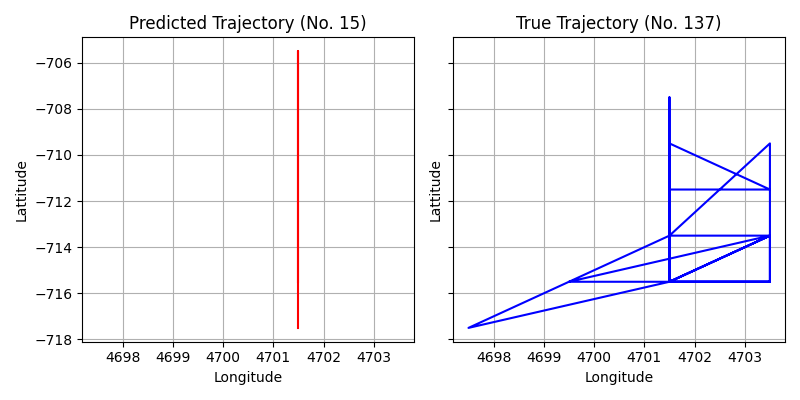 Predicted Trajectory (No. 15)
True Trajectory (No. 137)
−706
−708
−710
−712
−714
−716
−718
Lattitude
Lattitude
4698 4699 4700 4701 4702 4703
4698 4699 4700 4701 4702 4703
Longitude
Longitude